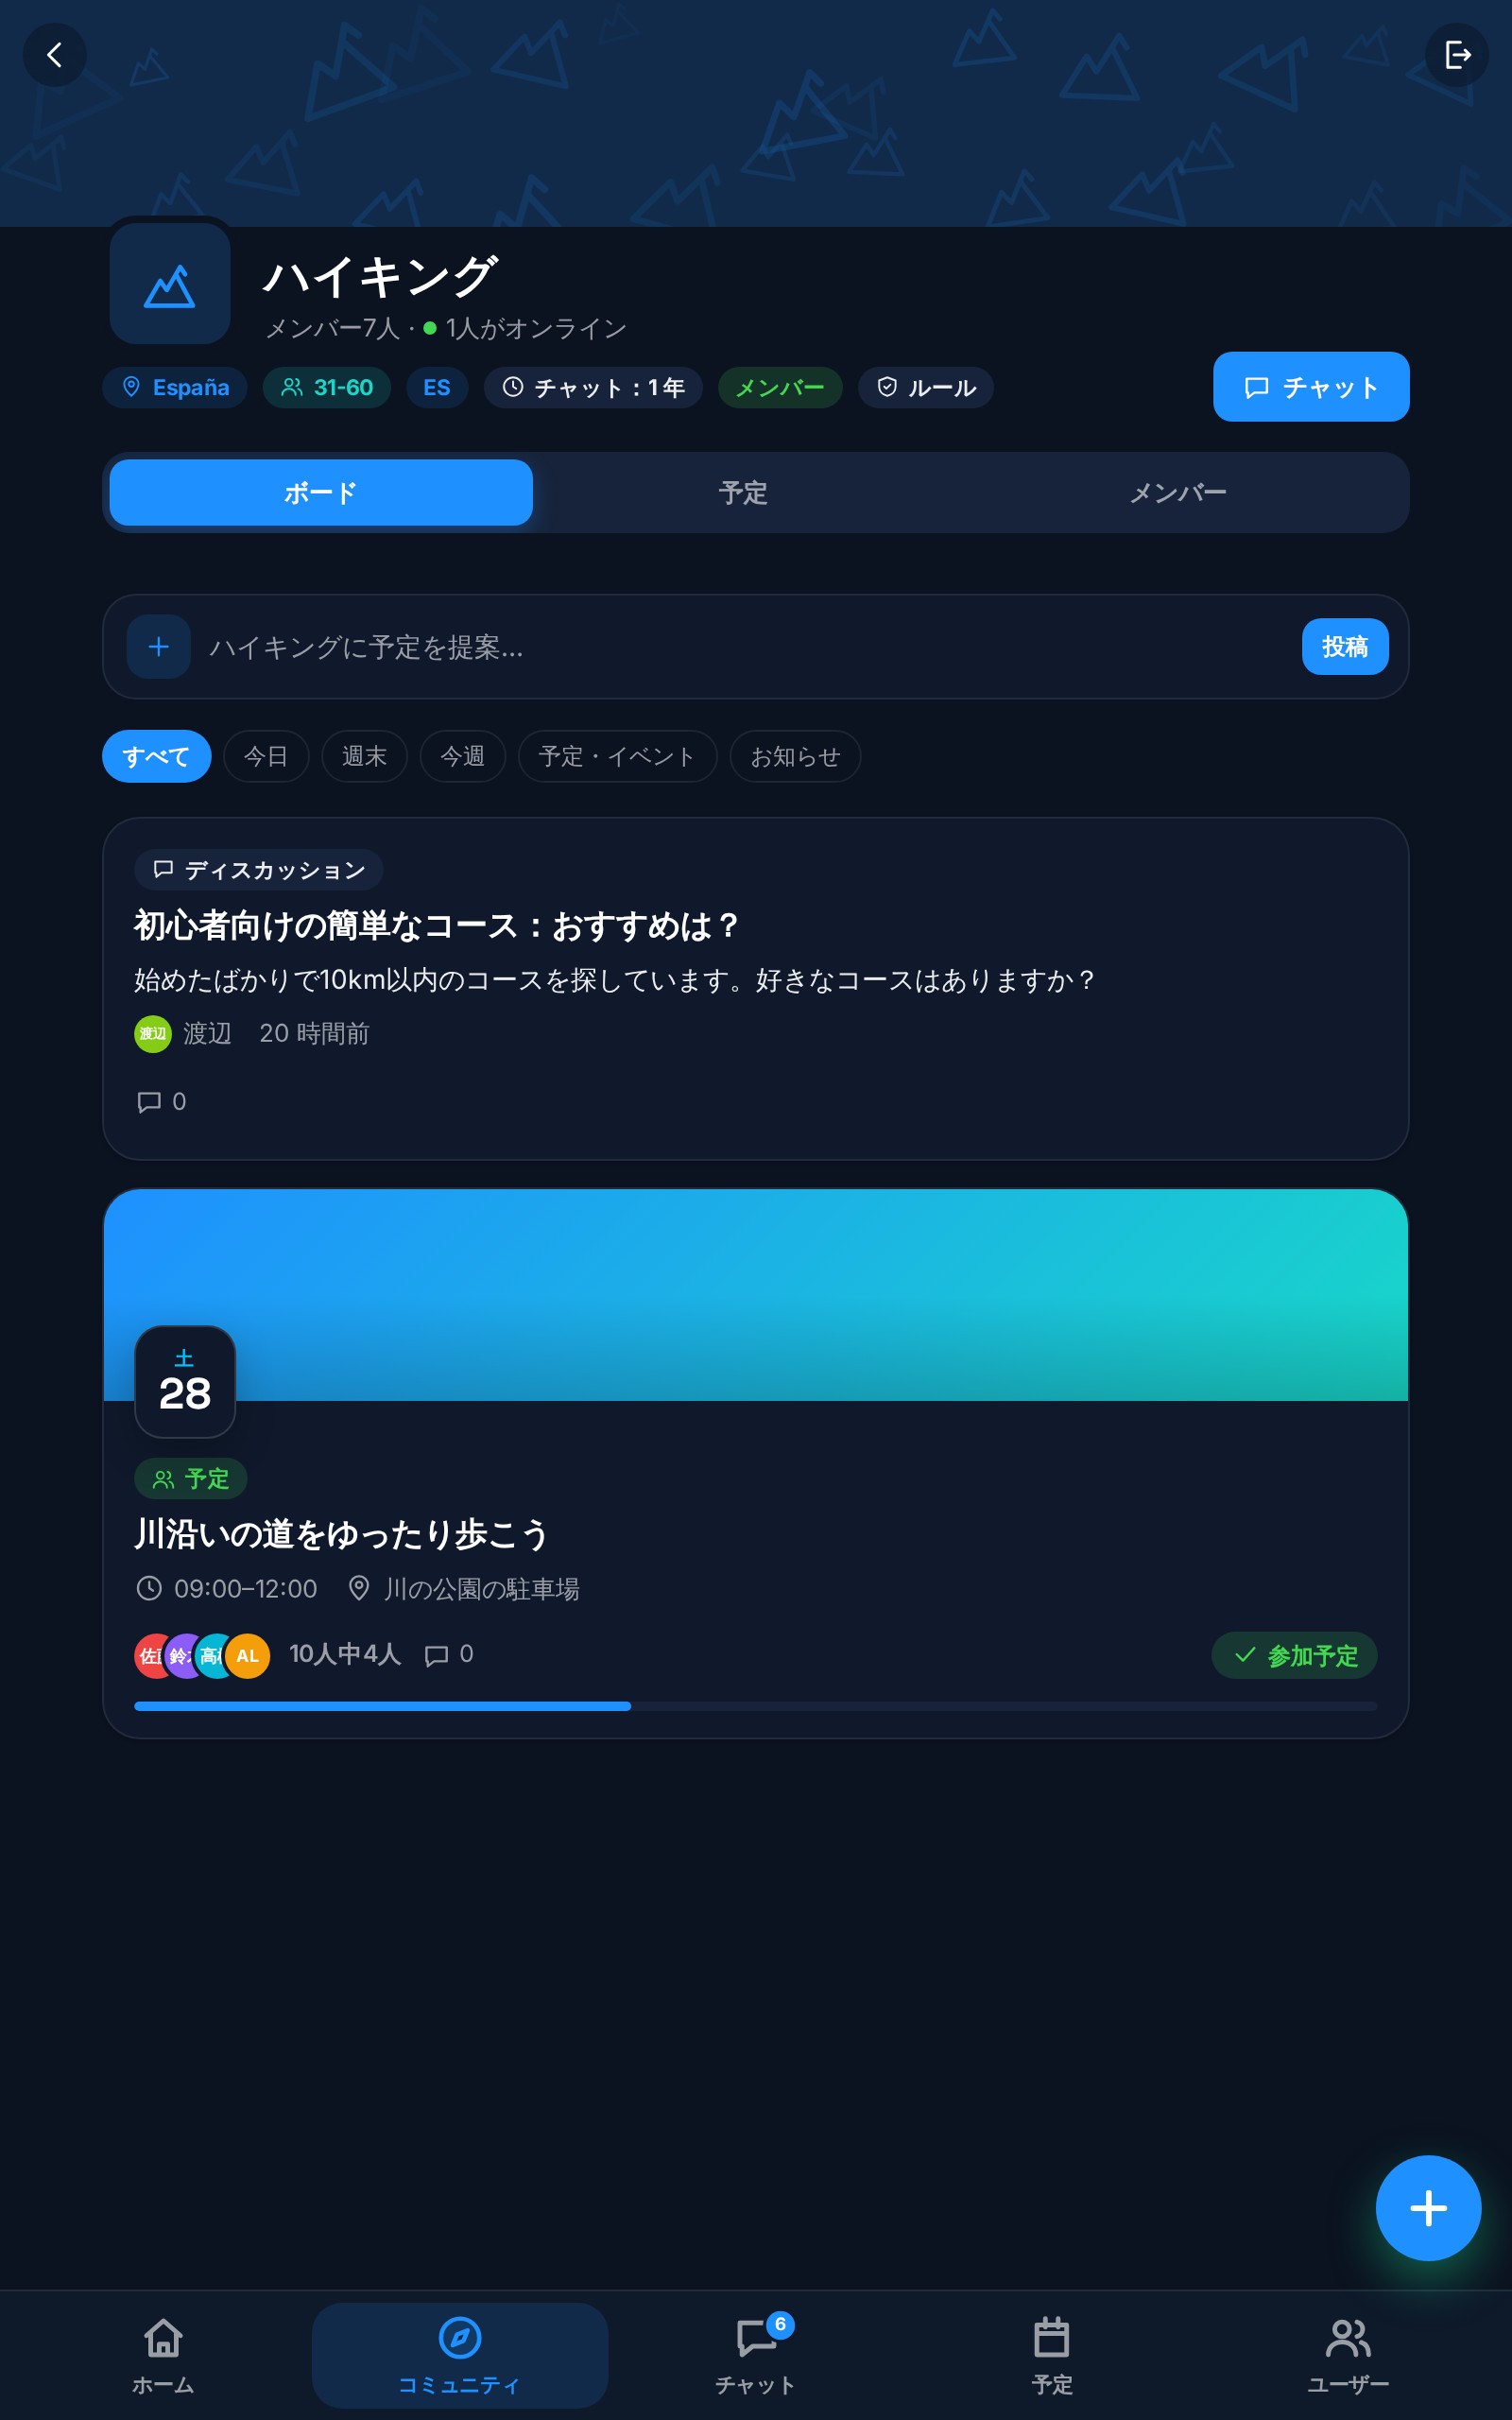 ハイキング
メンバー7人 · 1人がオンライン
España 31-60 ES チャット：1 年 メンバー ルール チャット
ボード 予定 メンバー
ハイキングに予定を提案... 投稿
すべて 今日 週末 今週 予定・イベント お知らせ
ディスカッション
初心者向けの簡単なコース：おすすめは？
始めたばかりで10km以内のコースを探しています。好きなコースはありますか？
渡辺 渡辺 20 時間前
0
土
28
予定
川沿いの道をゆったり歩こう
09:00–12:00 川の公園の駐車場
AL 10人中4人 0 参加予定
6
ホーム コミュニティ チャット 予定 ユーザー